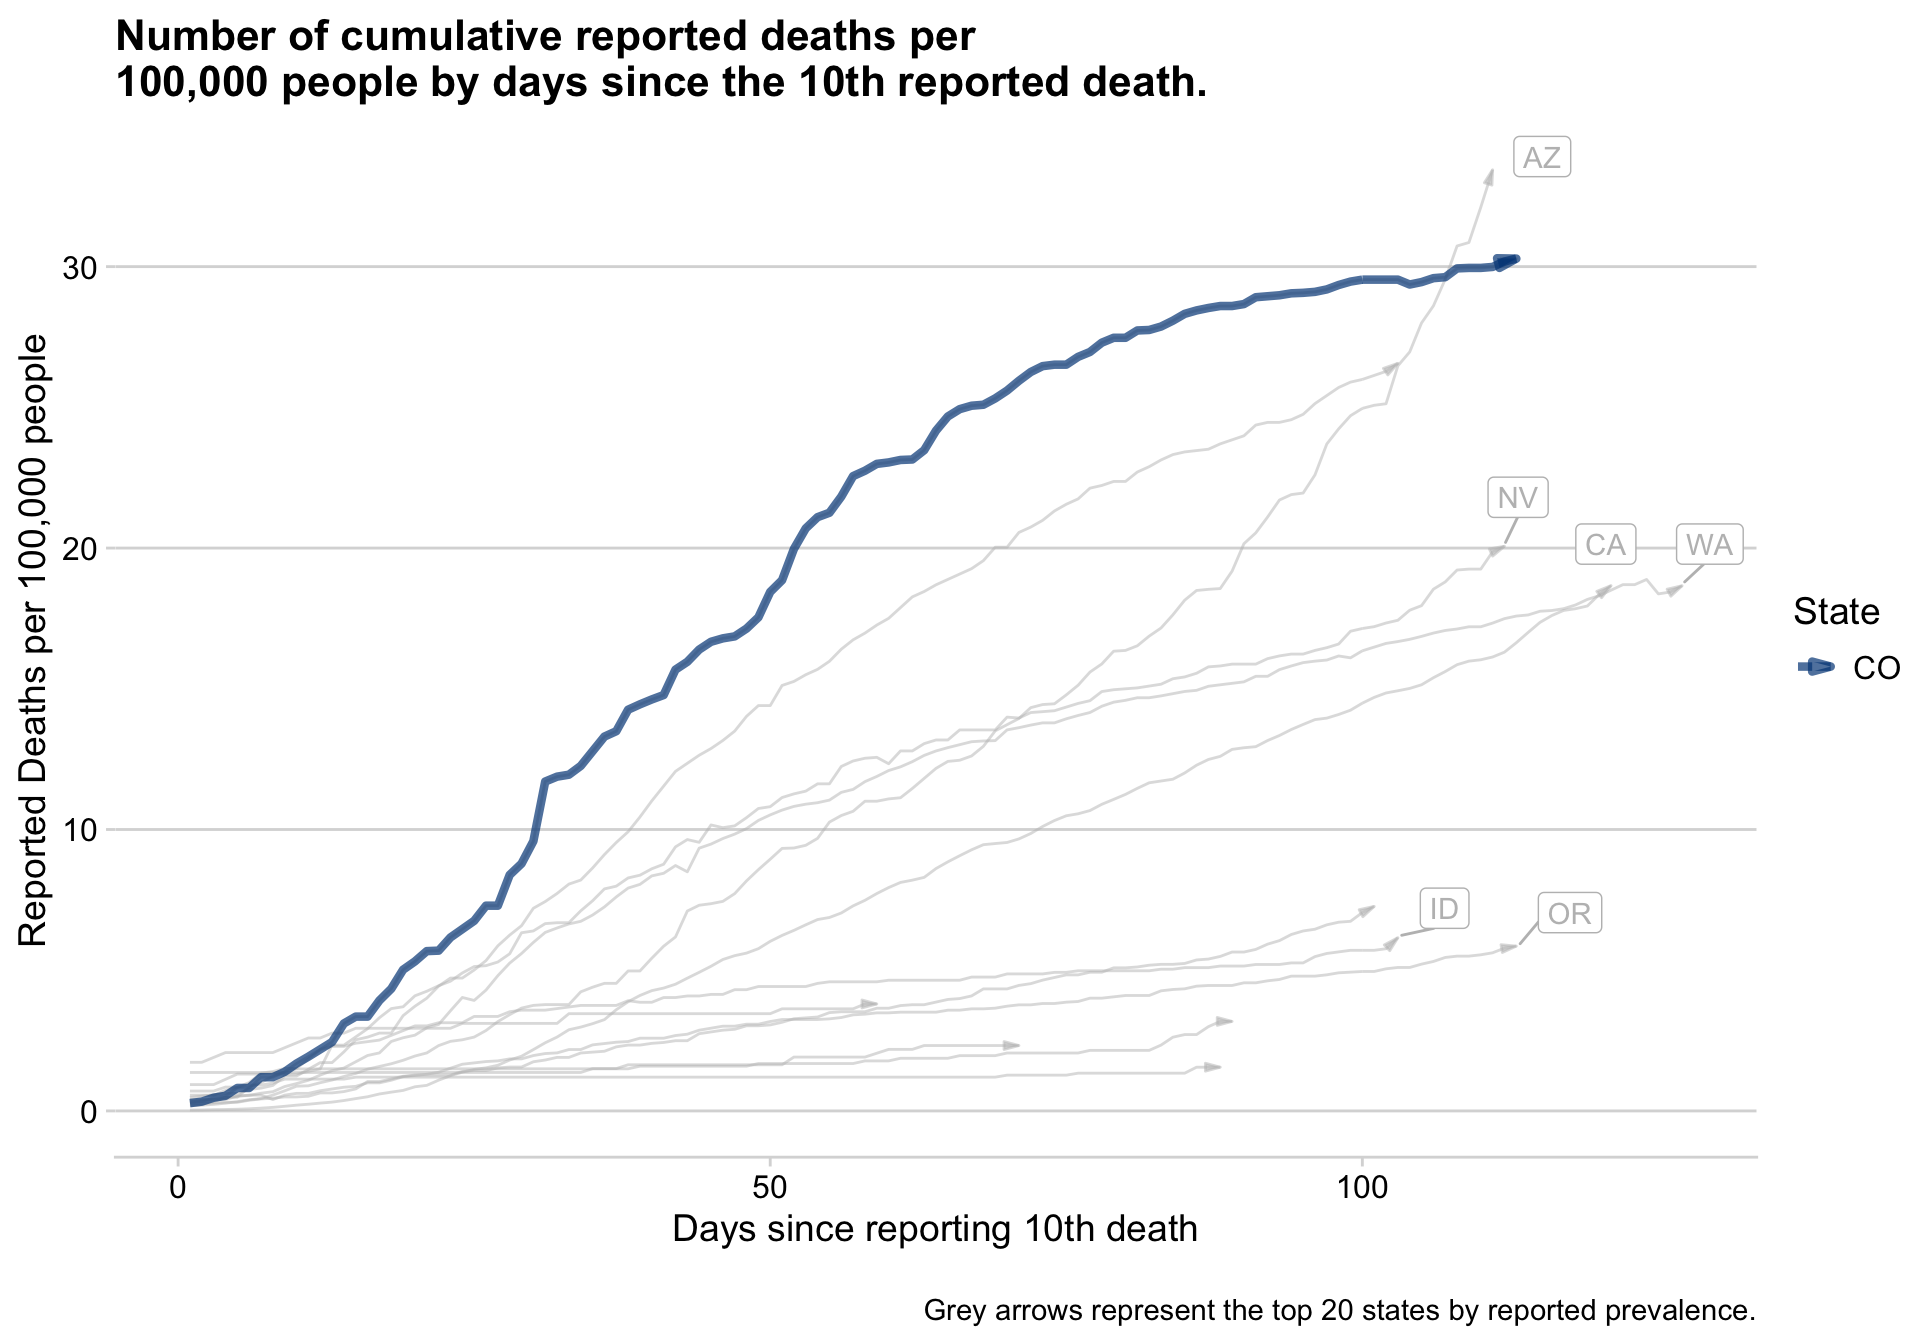 Number of cumulative reported deaths per
100,000 people by days since the 10th reported death.
Reported Deaths per 100,000 people
30
20
10
0
AZ
NV
CA
WA
ID
OR
State
CO
0
50
100
Days since reporting 10th death
Grey arrows represent the top 20 states by reported prevalence.